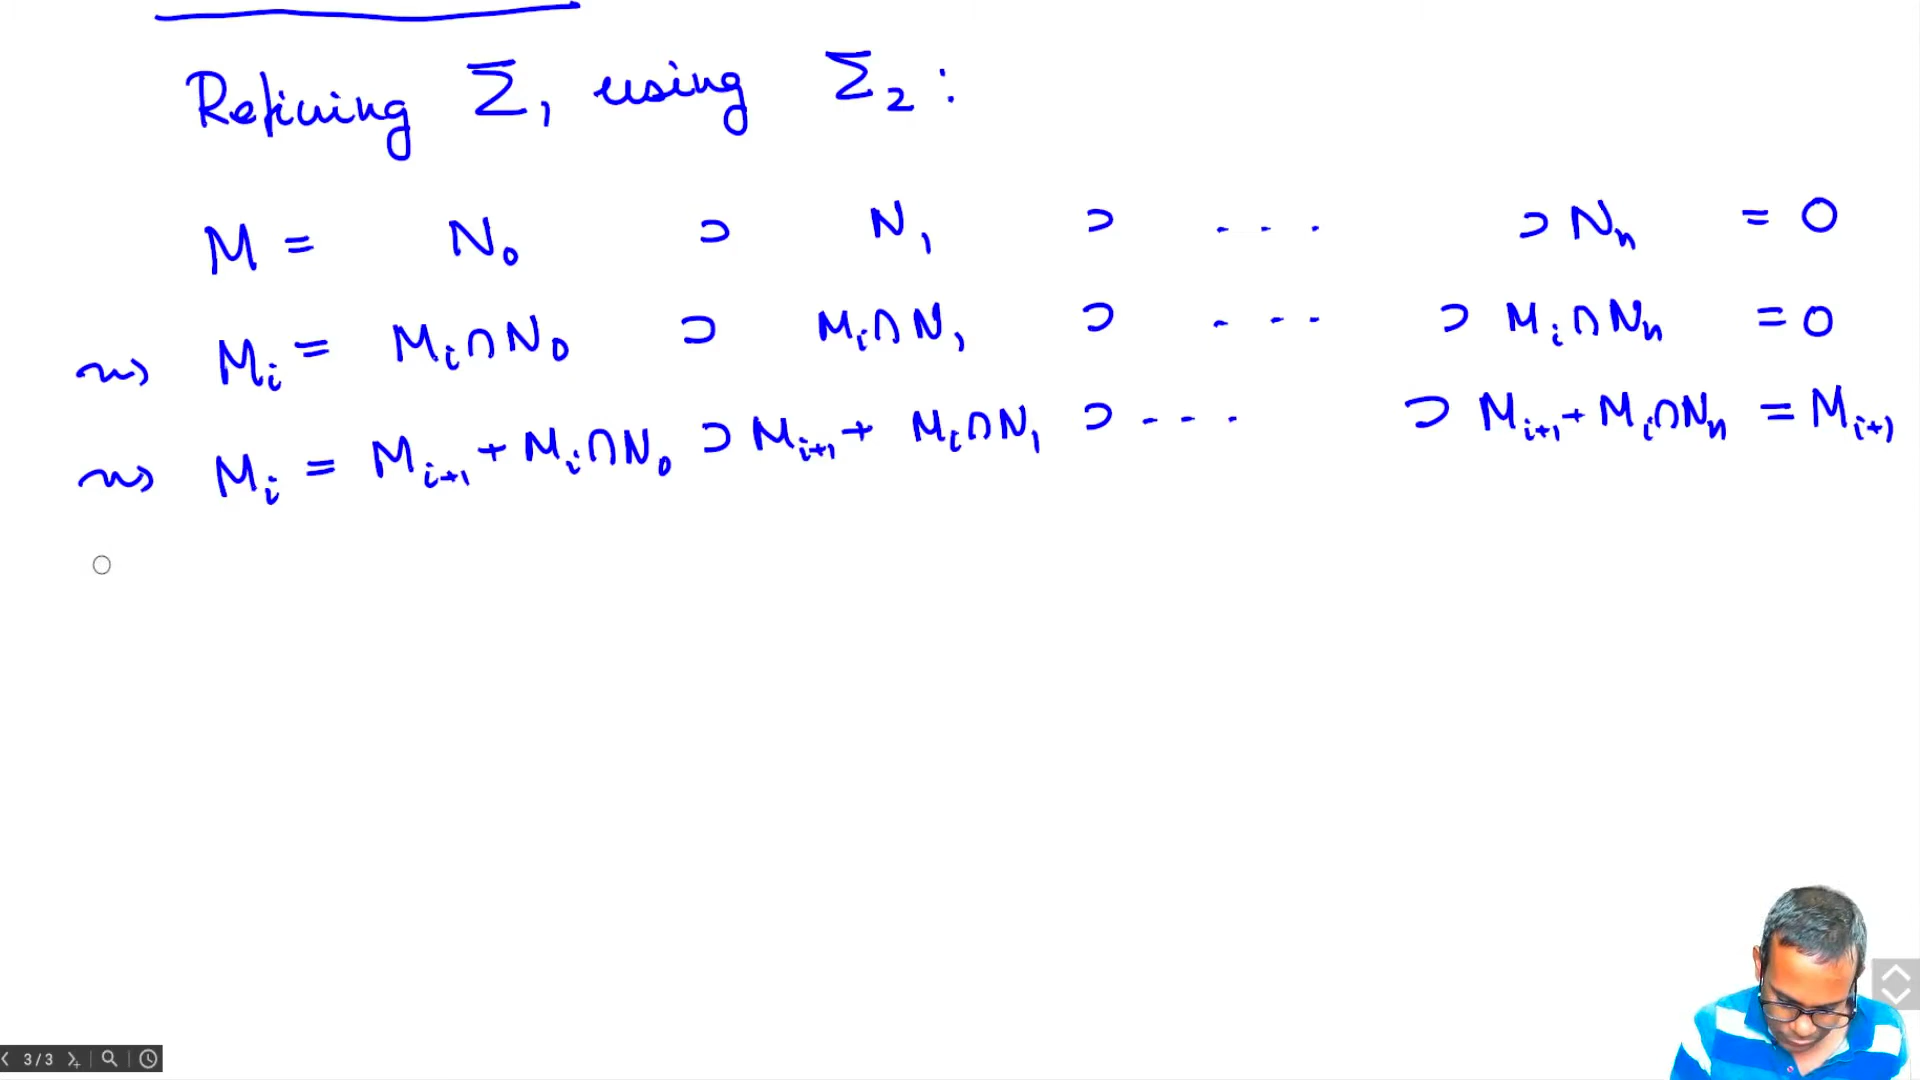 Refining Σ₁ using Σ₂ :
M = N₀ ⊃ N₁ ⊃ ... ⊃ Nₙ = 0
⇝ Mᵢ = Mᵢ∩N₀ ⊃ Mᵢ∩N₁ ⊃ ... ⊃ Mᵢ∩Nₙ = 0
⇝ Mᵢ = Mᵢ₊₁ + Mᵢ∩N₀ ⊃ Mᵢ₊₁ + Mᵢ∩N₁ ⊃ ... ⊃ Mᵢ₊₁ + Mᵢ∩Nₙ = Mᵢ₊₁
3/3